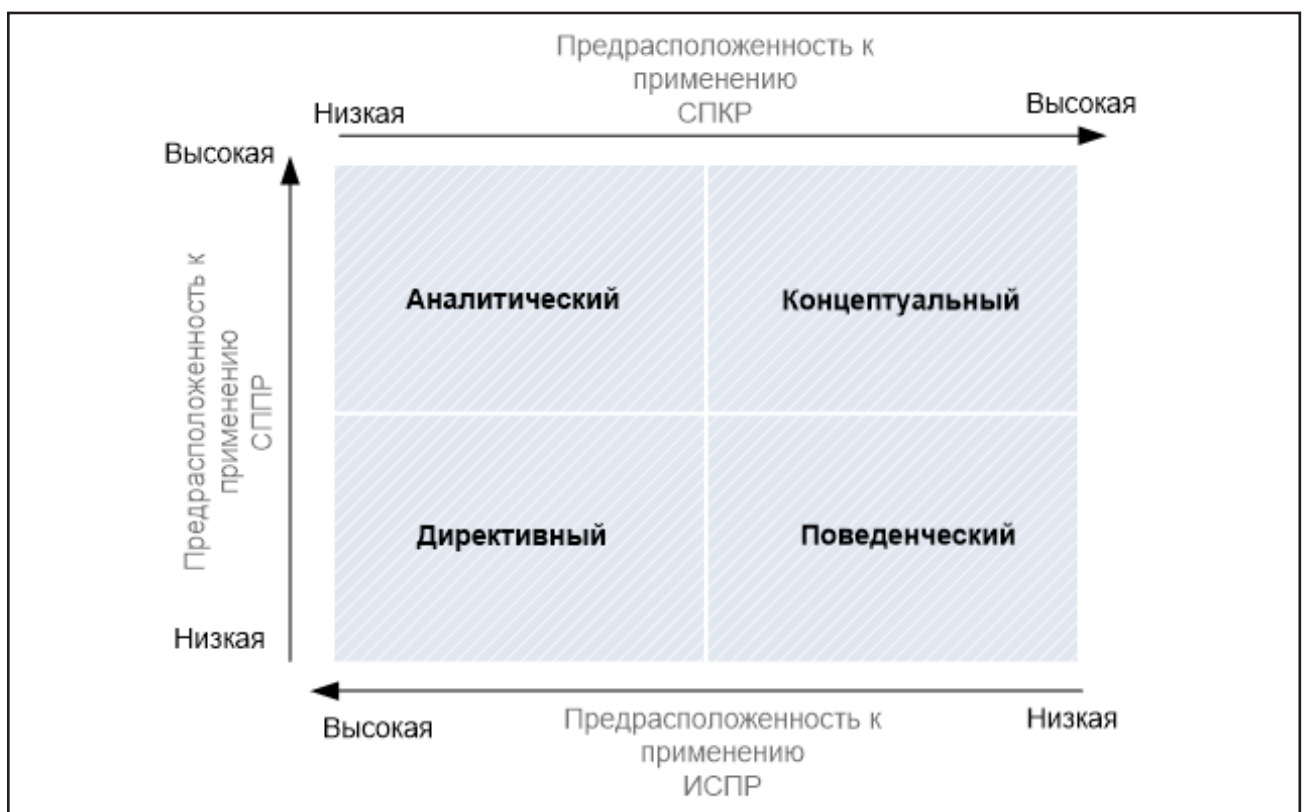 Предрасположенность к
применению
СПКР
Низкая
Высокая
Высокая
Предрасположенность к
применению
СППР
Низкая
Аналитический
Концептуальный
Директивный
Поведенческий
Высокая
Предрасположенность к
применению
ИСПР
Низкая